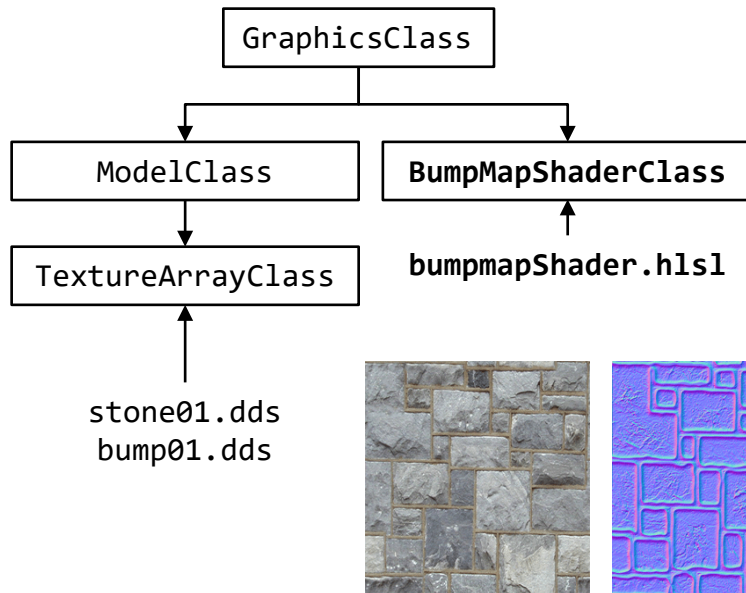 GraphicsClass
ModelClass
BumpMapShaderClass
TextureArrayClass
bumpmapShader.hlsl
stone01.dds
bump01.dds